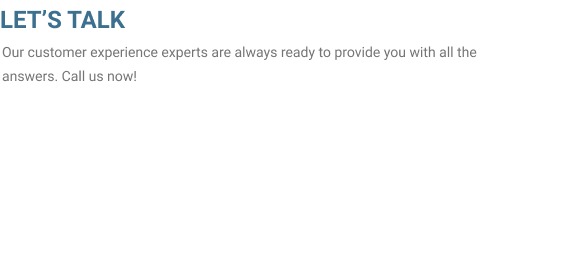 LET’S TALK
Our customer experience experts are always ready to provide you with all the
answers. Call us now!